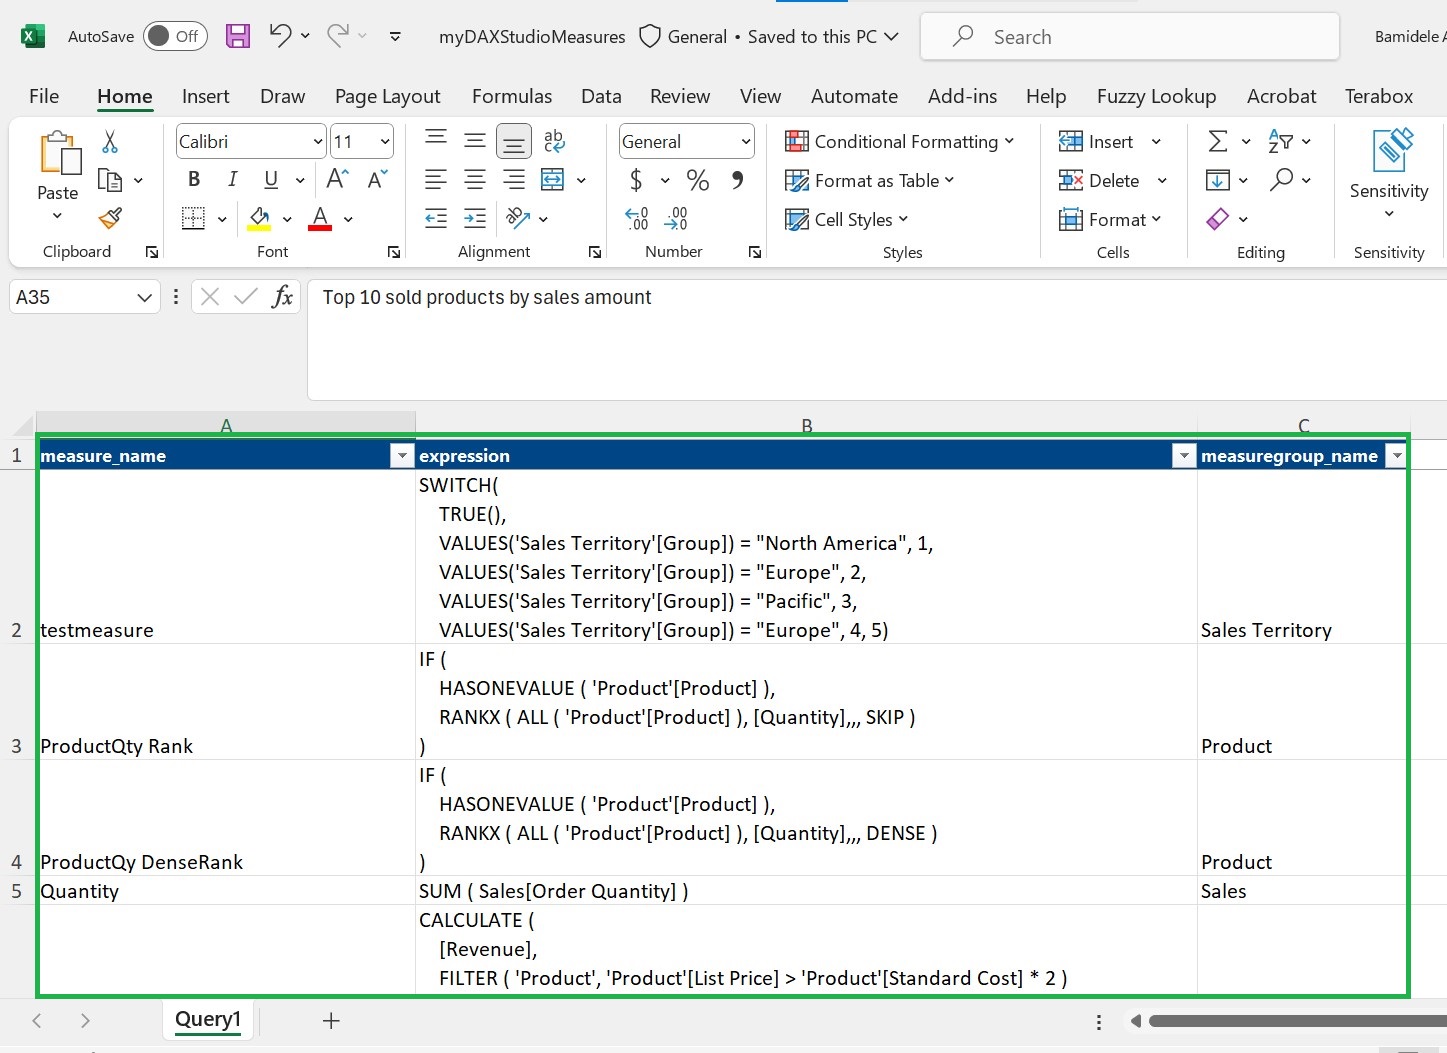 AutoSave Off myDAXStudioMeasures General • Saved to this PC Search Bamidele A
File Home Insert Draw Page Layout Formulas Data Review View Automate Add-ins Help Fuzzy Lookup Acrobat Terabox
Paste
Clipboard
Calibri 11
B I U A A
A
Font
ab
c
Alignment
General
$ % 9
←0 .00
.00 →0
Number
Conditional Formatting
Format as Table
Cell Styles
Styles
Insert
Delete
Format
Cells
Σ A
Z
Editing
Sensitivity
Sensitivity
A35 fx Top 10 sold products by sales amount
A B C
1 measure_name expression measuregroup_name
SWITCH(
TRUE(),
VALUES('Sales Territory'[Group]) = "North America", 1,
VALUES('Sales Territory'[Group]) = "Europe", 2,
VALUES('Sales Territory'[Group]) = "Pacific", 3,
2 testmeasure VALUES('Sales Territory'[Group]) = "Europe", 4, 5) Sales Territory
IF (
HASONEVALUE ( 'Product'[Product] ),
RANKX ( ALL ( 'Product'[Product] ), [Quantity],,, SKIP )
3 ProductQty Rank ) Product
IF (
HASONEVALUE ( 'Product'[Product] ),
RANKX ( ALL ( 'Product'[Product] ), [Quantity],,, DENSE )
4 ProductQy DenseRank ) Product
5 Quantity SUM ( Sales[Order Quantity] ) Sales
CALCULATE (
[Revenue],
FILTER ( 'Product', 'Product'[List Price] > 'Product'[Standard Cost] * 2 )
Query1